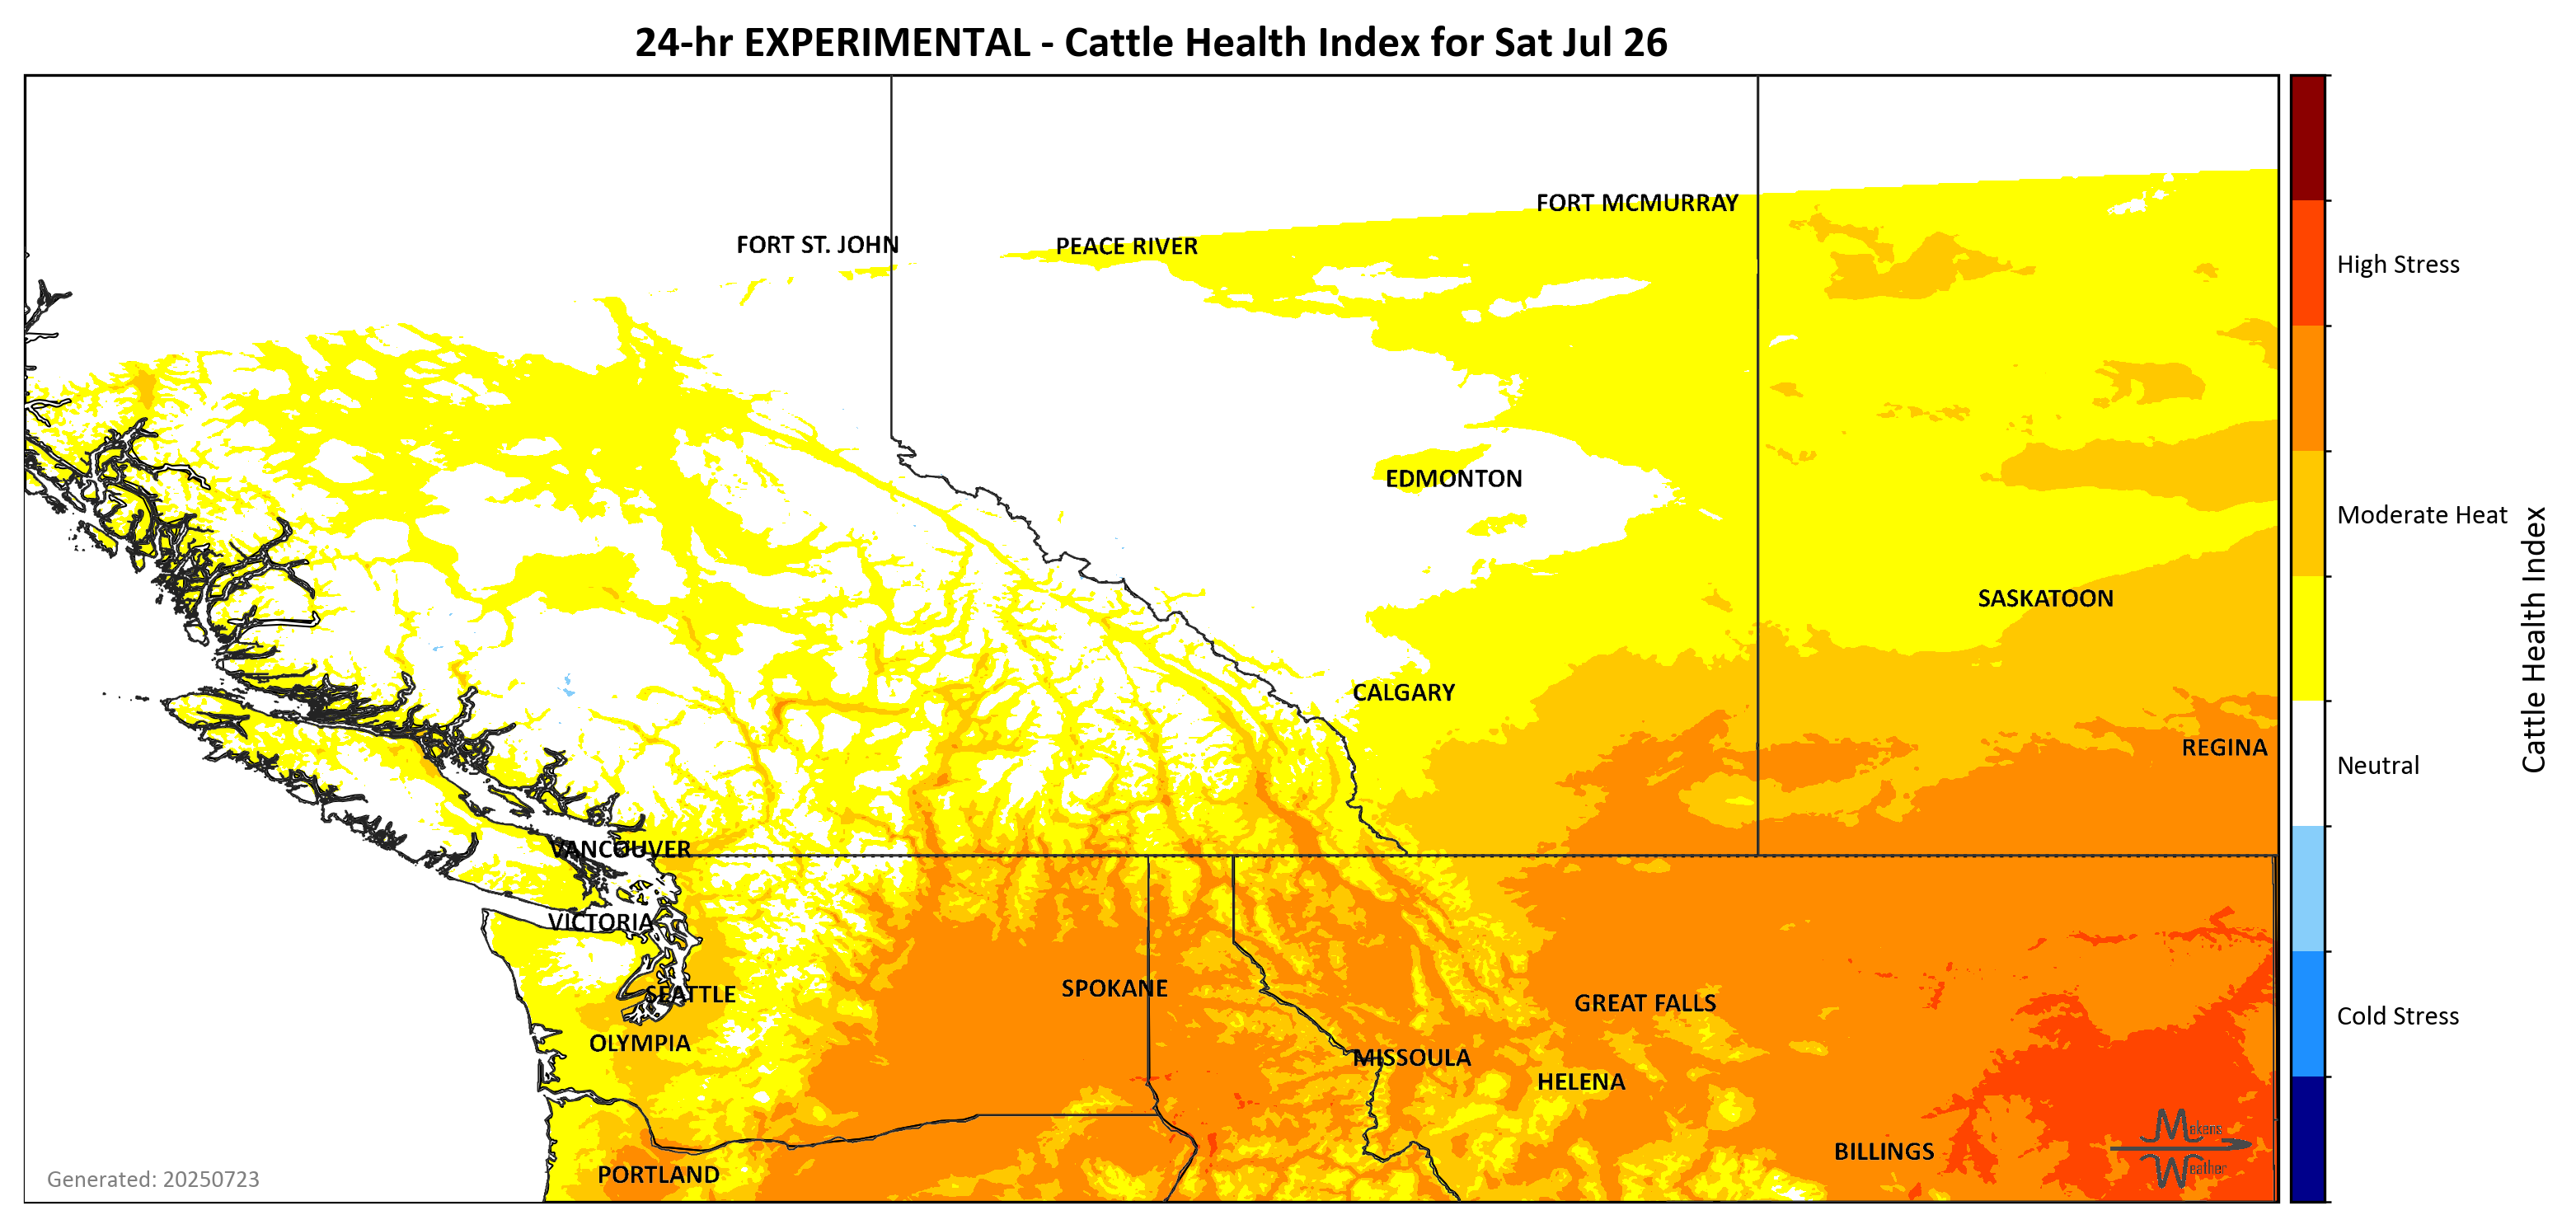 24-hr EXPERIMENTAL - Cattle Health Index for Sat Jul 26
FORT MCMURRAY
FORT ST. JOHN
PEACE RIVER
EDMONTON
SASKATOON
CALGARY
REGINA
VANCOUVER
VICTORIA
SEATTLE
SPOKANE
GREAT FALLS
OLYMPIA
MISSOULA
HELENA
BILLINGS
PORTLAND
Makens
Weather
Generated: 20250723
High Stress
Moderate Heat
Neutral
Cold Stress
Cattle Health Index